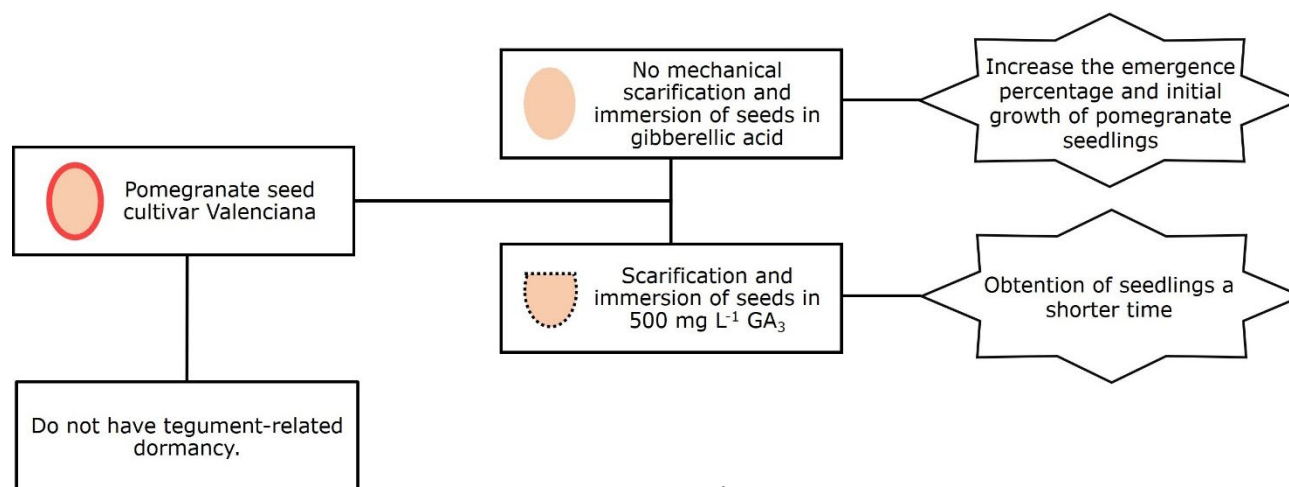 No mechanical
scarification and
immersion of seeds in
gibberellic acid
Increase the emergence
percentage and initial
growth of pomegranate
seedlings
Pomegranate seed
cultivar Valenciana
Scarification and
immersion of seeds in
500 mg L⁻¹ GA₃
Obtention of seedlings a
shorter time
Do not have tegument-related
dormancy.